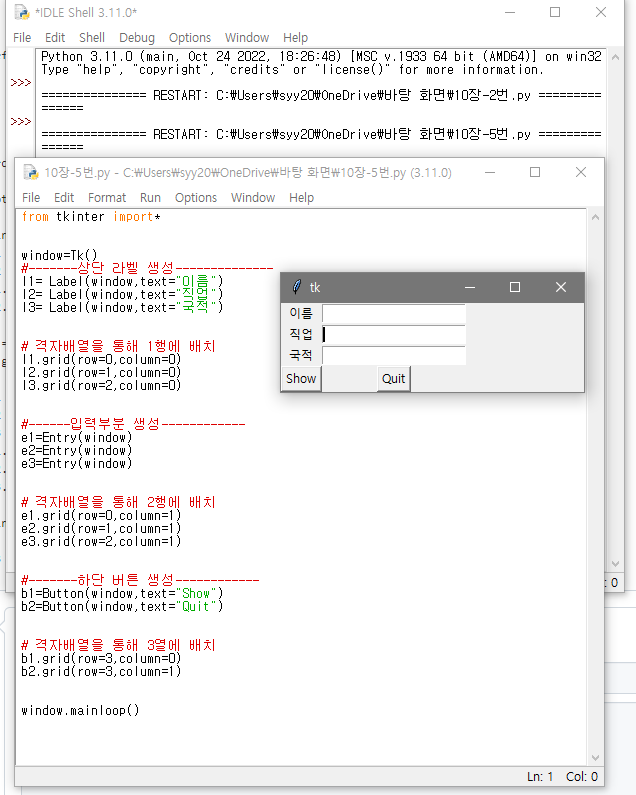 *IDLE Shell 3.11.0*
File Edit Shell Debug Options Window Help
Python 3.11.0 (main, Oct 24 2022, 18:26:48) [MSC v.1933 64 bit (AMD64)] on win32
Type "help", "copyright", "credits" or "license()" for more information.
>>>
=============== RESTART: C:₩Users₩syy20₩OneDrive₩바탕 화면₩10장-2번.py =========
======
>>>
=============== RESTART: C:₩Users₩syy20₩OneDrive₩바탕 화면₩10장-5번.py =========
======
10장-5번.py - C:₩Users₩syy20₩OneDrive₩바탕 화면₩10장-5번.py (3.11.0)
File Edit Format Run Options Window Help
from tkinter import*
window=Tk()
#-------상단 라벨 생성--------------
l1= Label(window,text="이름")
l2= Label(window,text="직업")
l3= Label(window,text="국적")
# 격자배열을 통해 1행에 배치
l1.grid(row=0,column=0)
l2.grid(row=1,column=0)
l3.grid(row=2,column=0)
#------입력부분 생성------------
e1=Entry(window)
e2=Entry(window)
e3=Entry(window)
# 격자배열을 통해 2행에 배치
e1.grid(row=0,column=1)
e2.grid(row=1,column=1)
e3.grid(row=2,column=1)
#-------하단 버튼 생성------------
b1=Button(window,text="Show")
b2=Button(window,text="Quit")
# 격자배열을 통해 3열에 배치
b1.grid(row=3,column=0)
b2.grid(row=3,column=1)
window.mainloop()
tk
이름
직업
국적
Show Quit
Ln: 1 Col: 0
: 0